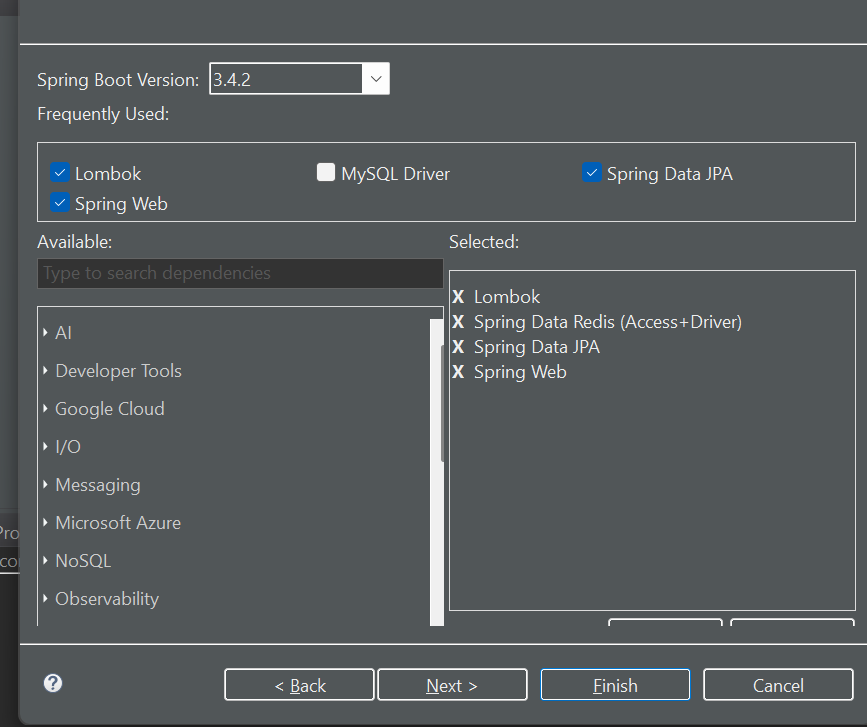 Spring Boot Version: 3.4.2
Frequently Used:
Lombok MySQL Driver Spring Data JPA
Spring Web
Available:
Selected:
Type to search dependencies
X Lombok
X Spring Data Redis (Access+Driver)
X Spring Data JPA
X Spring Web
AI
Developer Tools
Google Cloud
I/O
Messaging
Microsoft Azure
NoSQL
Observability
Pro
co
< Back Next > Finish Cancel
?